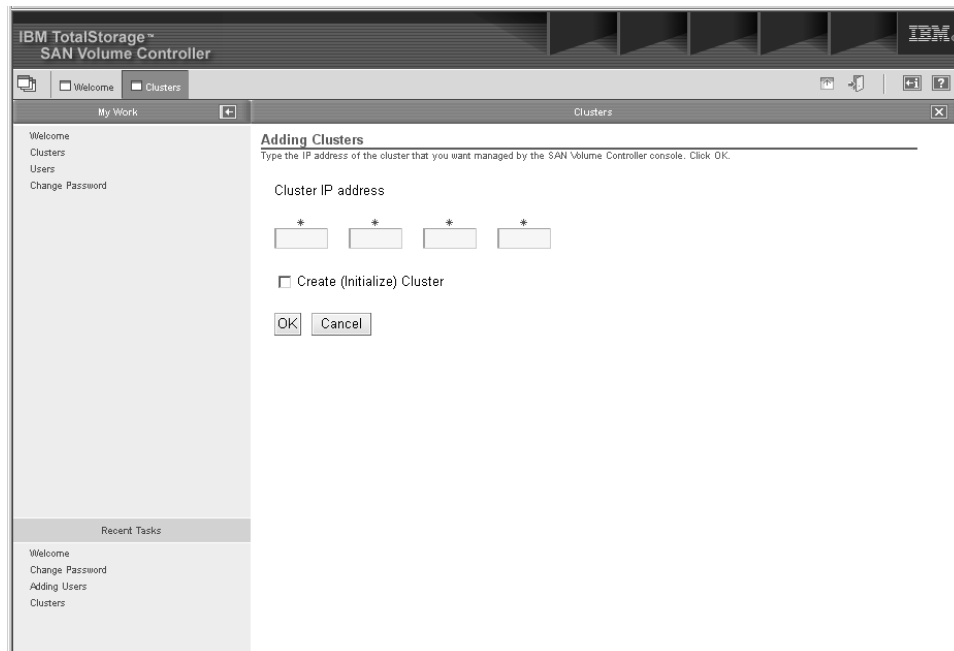 IBM TotalStorage™
SAN Volume Controller
IBM.
Welcome
Clusters
My Work
Clusters
Welcome
Clusters
Users
Change Password
Adding Clusters
Type the IP address of the cluster that you want managed by the SAN Volume Controller console. Click OK.
Cluster IP address
* * * *
Create (Initialize) Cluster
OK Cancel
Recent Tasks
Welcome
Change Password
Adding Users
Clusters